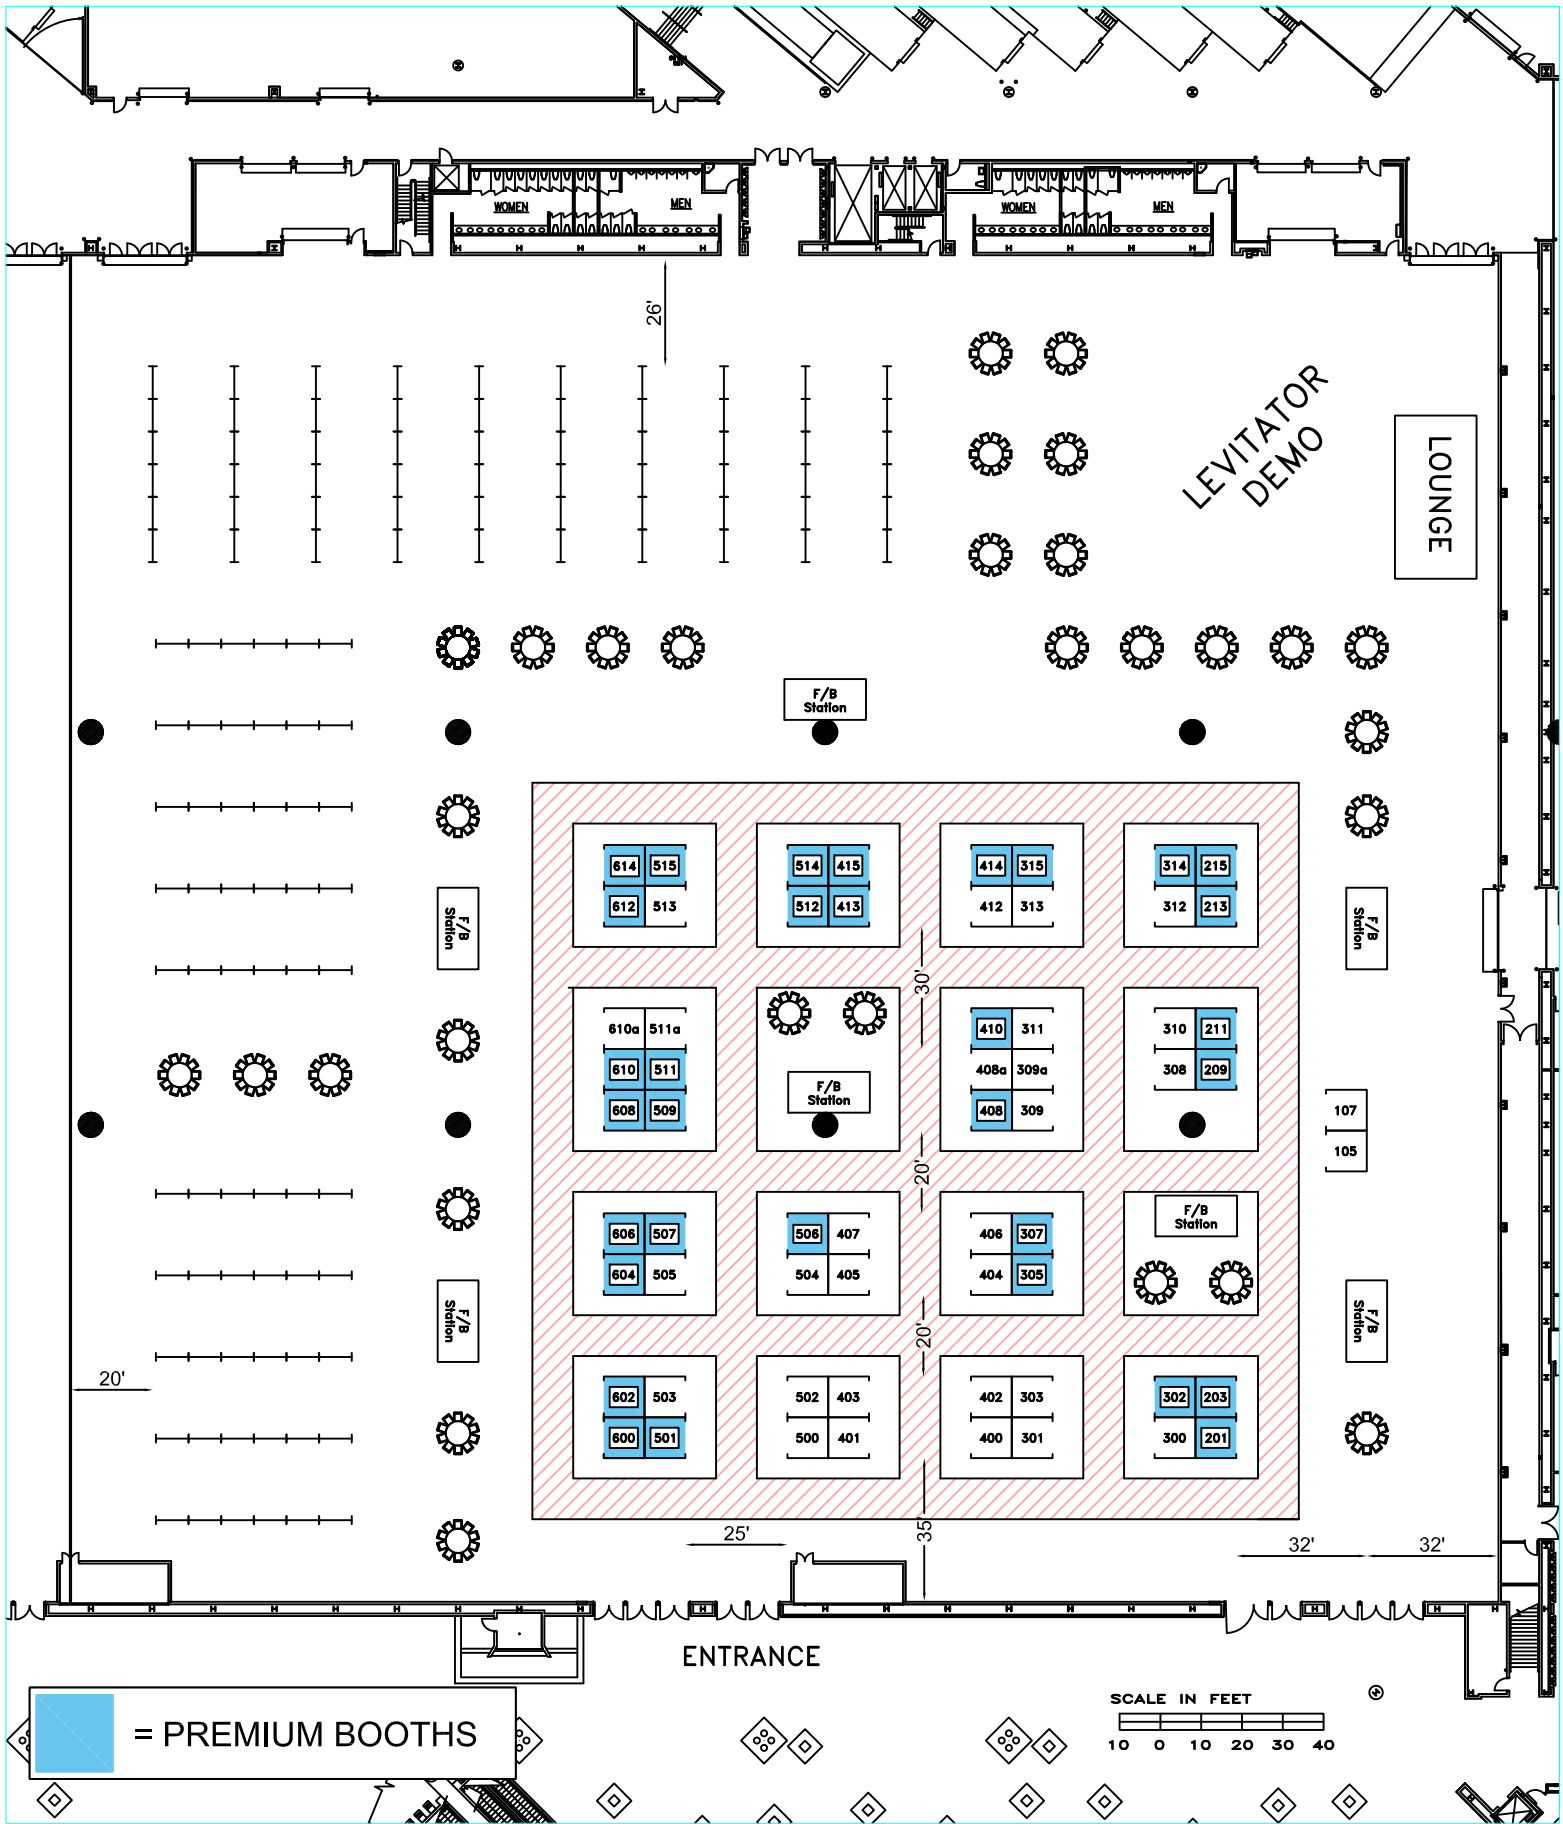 WOMEN
MEN
WOMEN
MEN
26'
LEVITATOR
DEMO
LOUNGE
F/B
Station
614 515
612 513
514 415
512 413
414 315
412 313
314 215
312 213
F/B
Station
F/B
Station
30'
610a 511a
610 511
608 509
F/B
Station
410 311
408a 309a
408 309
310 211
308 209
107
105
20'
606 507
604 505
506 407
504 405
406 307
404 305
F/B
Station
F/B
Station
F/B
Station
20'
20'
602 503
600 501
502 403
500 401
402 303
400 301
302 203
300 201
25'
35'
32'
32'
ENTRANCE
= PREMIUM BOOTHS
SCALE IN FEET
10 0 10 20 30 40